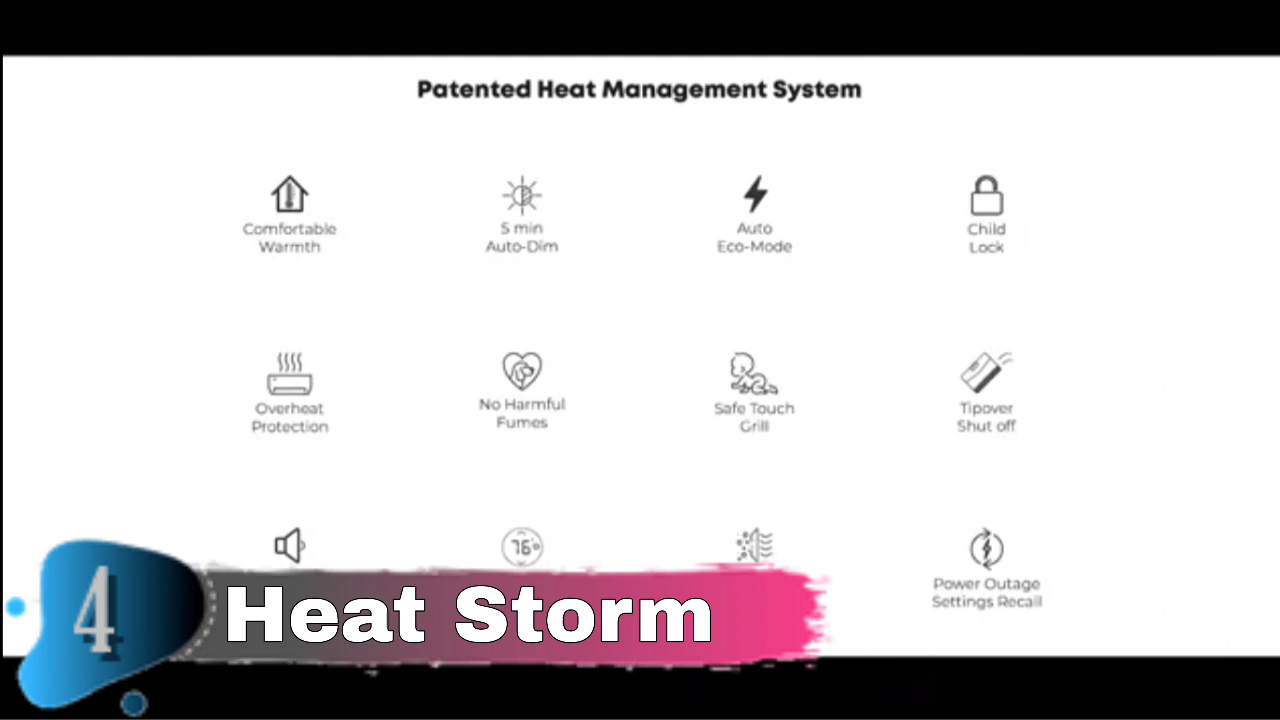 Patented Heat Management System
Comfortable
Warmth
5 min
Auto-Dim
Auto
Eco-Mode
Child
Lock
Overheat
Protection
No Harmful
Fumes
Safe Touch
Grill
Tipover
Shut off
76°
Power Outage
Settings Recall
4
Heat Storm